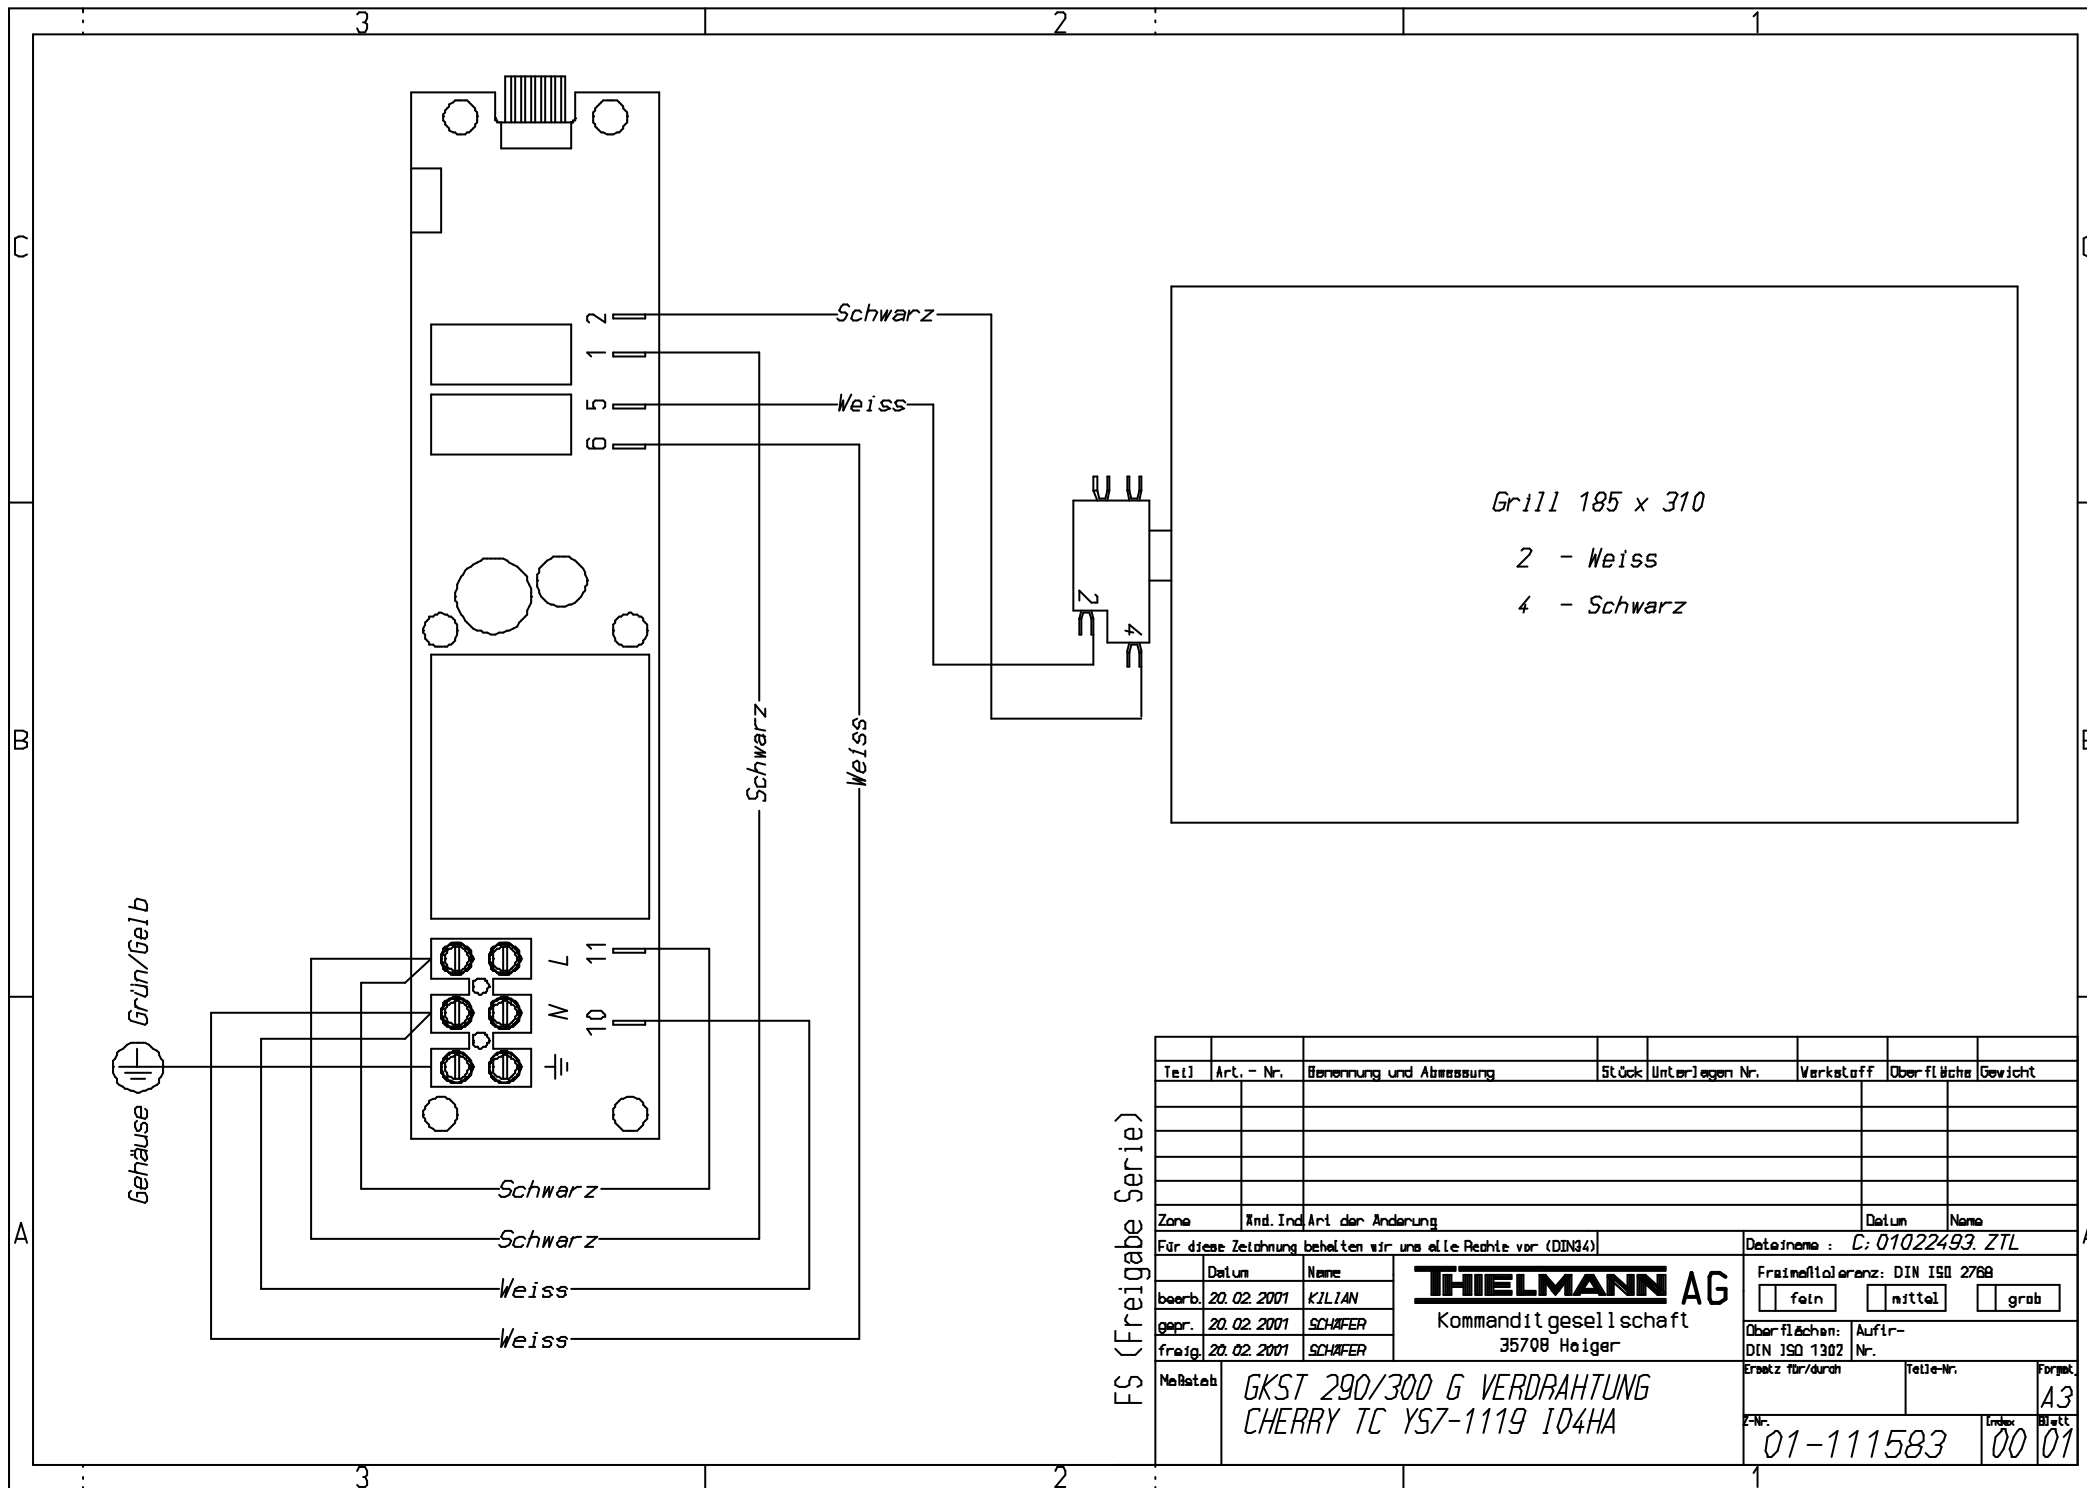 3 2 1
C C
2
Schwarz
1
5
Weiss
6
Grill 185 x 310
2 - Weiss
4 - Schwarz
2
4
Schwarz
Weiss
B B
Gehäuse Grün/Gelb
L
11
N
10
Schwarz
Schwarz
Weiss
Weiss
A A
FS (Freigabe Serie)
Teil Art. - Nr. Benennung und Abmessung Stück Unterlagen Nr. Werkstoff Oberfläche Gewicht
Zone Änd. Ind Art der Änderung Datum Name
Für diese Zeichnung behalten wir uns alle Rechte vor (DIN34)
Dateiname : C:01022493.ZTL
Datum Name
bearb. 20.02.2001 KILIAN
gepr. 20.02.2001 SCHÄFER
freig. 20.02.2001 SCHÄFER
THIELMANN AG
Kommanditgesellschaft
35708 Haiger
Freimaßtoleranz: DIN ISO 2768
fein mittel grob
Oberflächen:
DIN ISO 1302
Auftr-
Nr.
Maßstab
GKST 290/300 G VERDRAHTUNG
CHERRY TC YS7-1119 I04HA
Ersatz für/durch Teile-Nr. Format
A3
Z-Nr. Index Blatt
01-111583 00 01
3 2 1